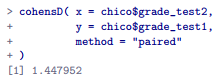 > cohensD( x = chico$grade_test2,
+ y = chico$grade_test1,
+ method = "paired"
+ )
[1] 1.447952